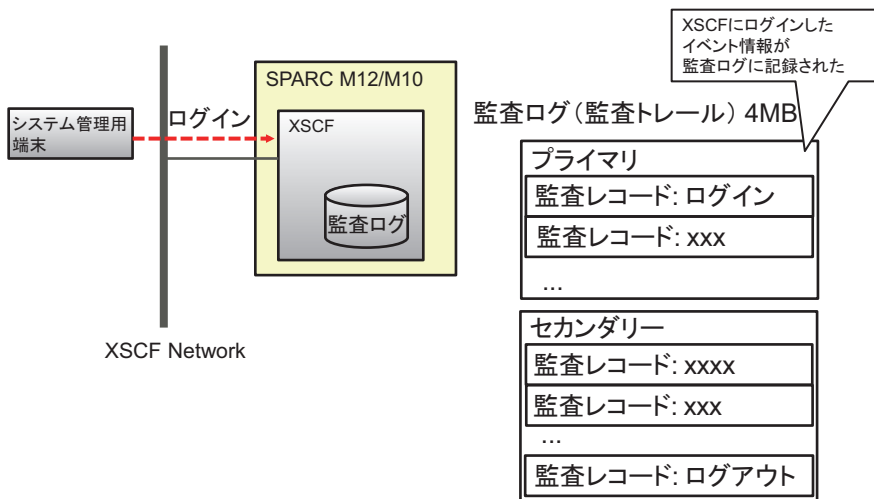 XSCFにログインした
イベント情報が
監査ログに記録された
SPARC M12/M10
システム管理用
端末
ログイン
XSCF
監査ログ
XSCF Network
監査ログ（監査トレール） 4MB
プライマリ
監査レコード: ログイン
監査レコード: xxx
...
セカンダリー
監査レコード: xxxx
監査レコード: xxx
...
監査レコード: ログアウト